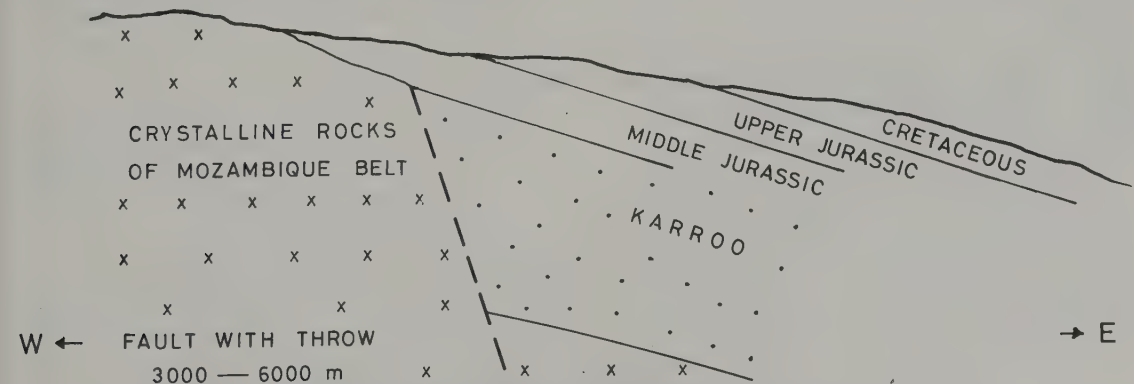 CRYSTALLINE ROCKS
OF MOZAMBIQUE BELT
MIDDLE JURASSIC
UPPER JURASSIC
CRETACEOUS
KARROO
W ←
FAULT WITH THROW
3000 — 6000 m
→ E